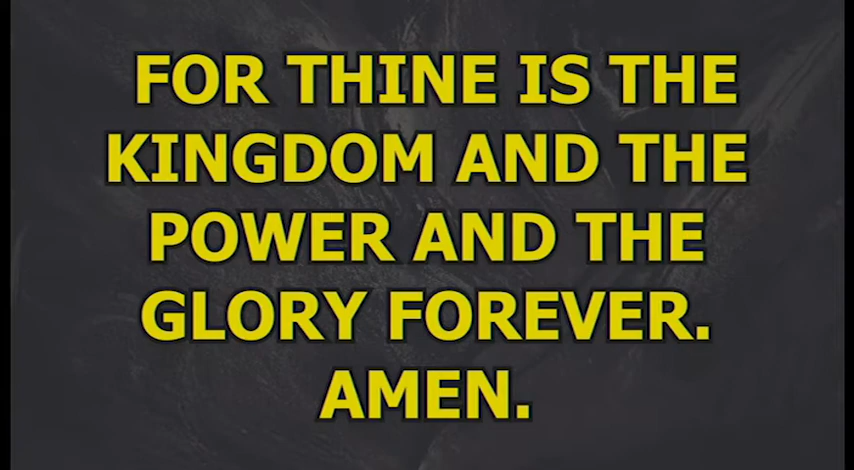 FOR THINE IS THE
KINGDOM AND THE
POWER AND THE
GLORY FOREVER.
AMEN.